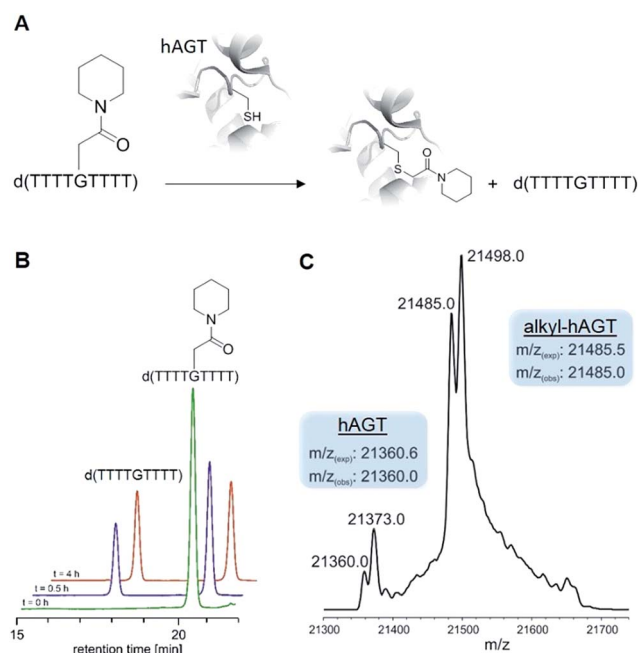 A
hAGT
N
O
SH
d(TTTTGTTTT)
S
O
N
+ d(TTTTGTTTT)
B
N
O
d(TTTTGTTTT)
d(TTTTGTTTT)
t = 4 h
t = 0.5 h
t = 0 h
15
20
retention time [min]
C
21498.0
21485.0
alkyl-hAGT
m/z(exp): 21485.5
m/z(obs): 21485.0
hAGT
m/z(exp): 21360.6
m/z(obs): 21360.0
21373.0
21360.0
21300 21400 21500 21600 21700
m/z